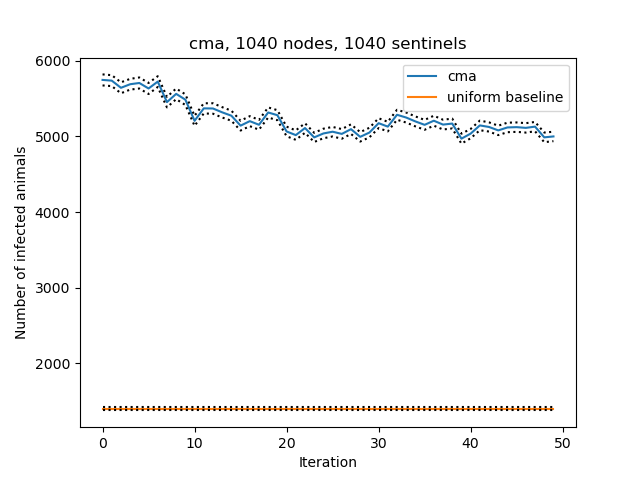 cma, 1040 nodes, 1040 sentinels
cma
uniform baseline
6000
5000
4000
3000
2000
Number of infected animals
0 10 20 30 40 50
Iteration